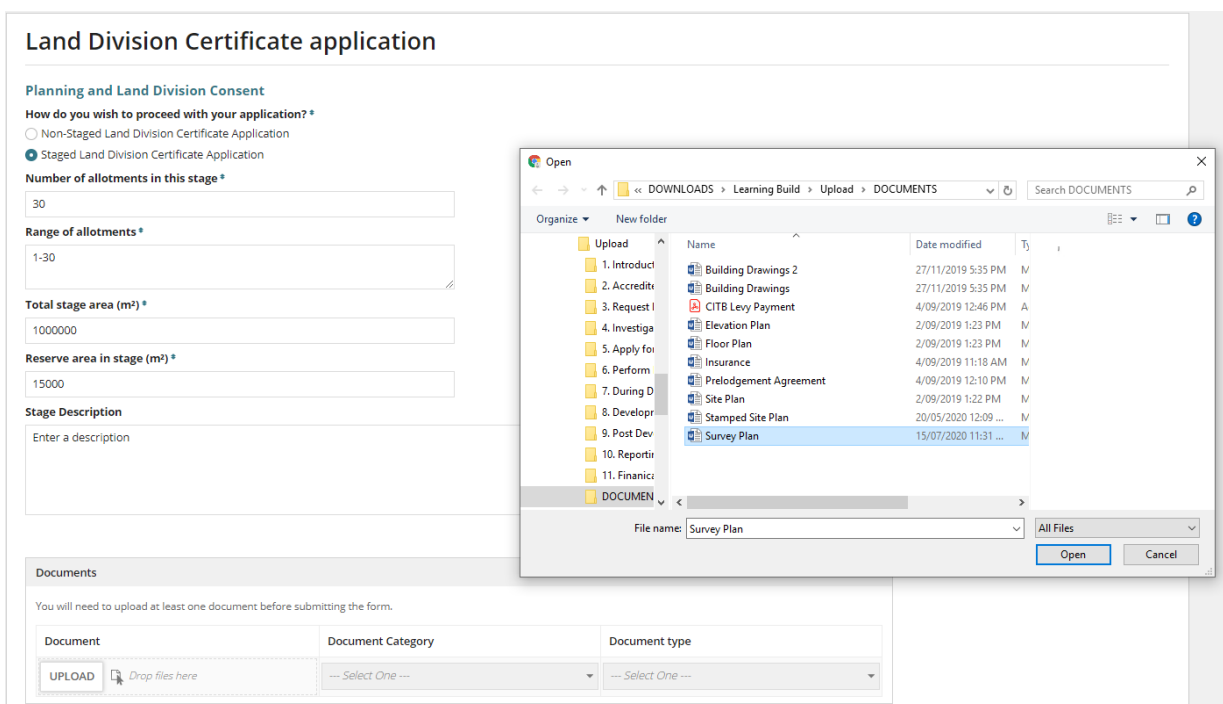 Land Division Certificate application
Planning and Land Division Consent
How do you wish to proceed with your application? *
Non-Staged Land Division Certificate Application
Staged Land Division Certificate Application
Number of allotments in this stage *
30
Range of allotments *
1-30
Total stage area (m²) *
1000000
Reserve area in stage (m²) *
15000
Stage Description
Enter a description
Documents
You will need to upload at least one document before submitting the form.
Document Document Category Document type
UPLOAD Drop files here --- Select One --- --- Select One ---
Open
« DOWNLOADS > Learning Build > Upload > DOCUMENTS Search DOCUMENTS
Organize New folder
Name Date modified Ty
Upload
1. Introduct
2. Accredite
3. Request I
4. Investiga
5. Apply for
6. Perform
7. During D
8. Developr
9. Post Dev
10. Reportin
11. Finanica
DOCUMEN
Building Drawings 2 27/11/2019 5:35 PM M
Building Drawings 27/11/2019 5:35 PM M
CITB Levy Payment 4/09/2019 12:46 PM A
Elevation Plan 2/09/2019 1:23 PM M
Floor Plan 2/09/2019 1:23 PM M
Insurance 4/09/2019 11:18 AM M
Prelodgement Agreement 4/09/2019 12:10 PM M
Site Plan 2/09/2019 1:22 PM M
Stamped Site Plan 20/05/2020 12:09 ... M
Survey Plan 15/07/2020 11:31 ... M
File name: Survey Plan All Files
Open Cancel